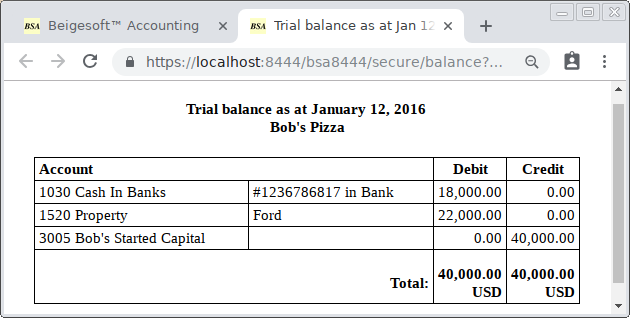 BSA Beigesoft™ Accounting
BSA Trial balance as at Jan 12
https://localhost:8444/bsa8444/secure/balance?...
Trial balance as at January 12, 2016
Bob's Pizza
Account Debit Credit
1030 Cash In Banks #1236786817 in Bank 18,000.00 0.00
1520 Property Ford 22,000.00 0.00
3005 Bob's Started Capital 0.00 40,000.00
Total: 40,000.00 USD 40,000.00 USD